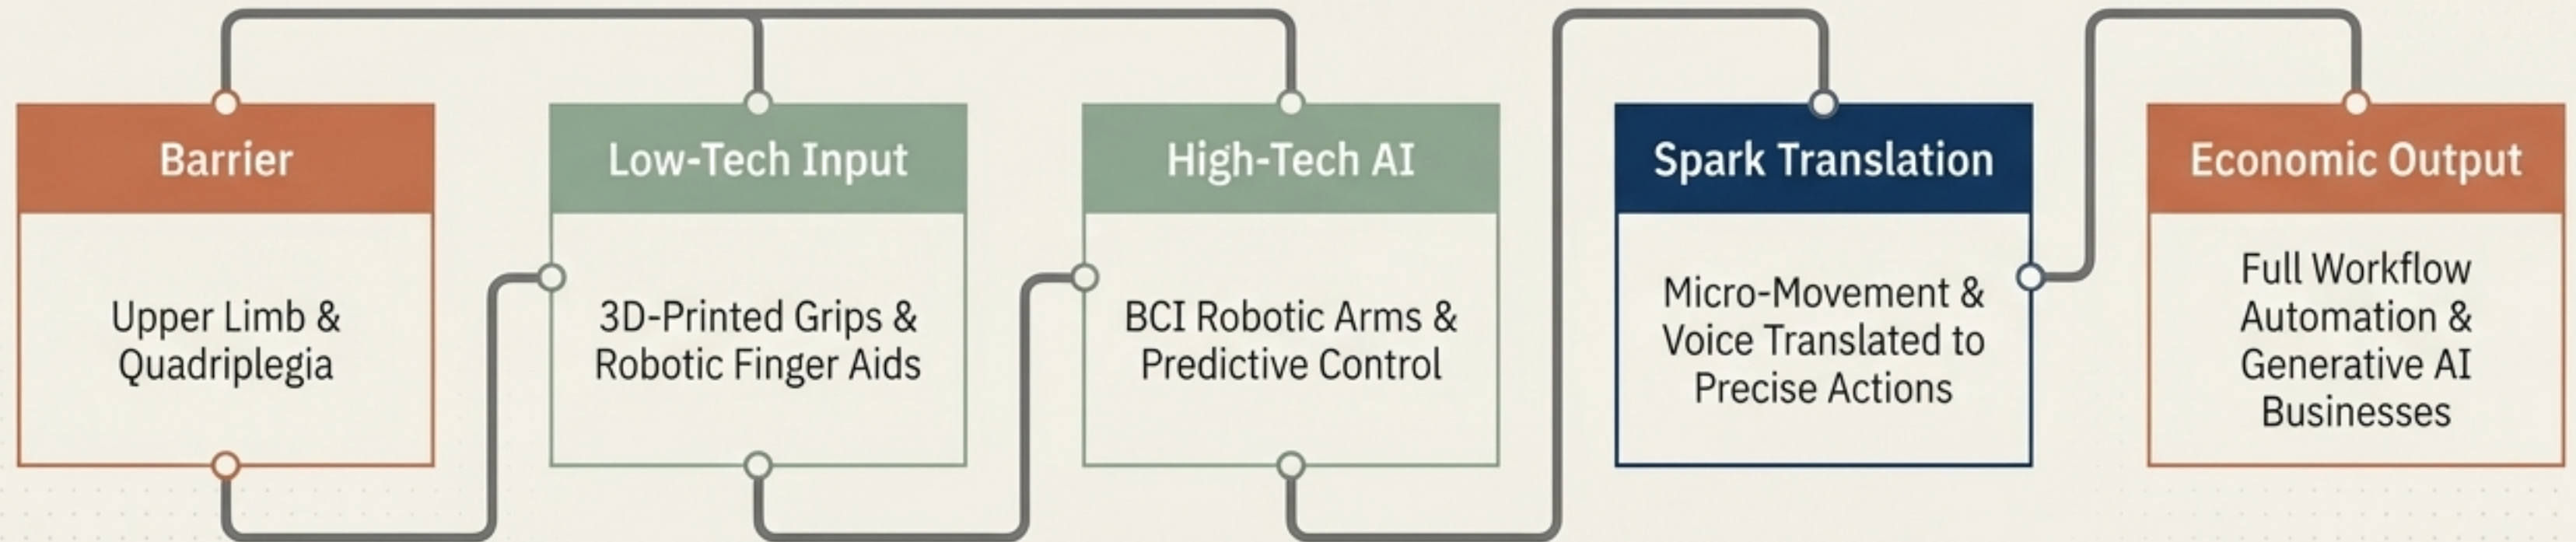 Barrier
Upper Limb &
Quadriplegia
Low-Tech Input
3D-Printed Grips &
Robotic Finger Aids
High-Tech AI
BCI Robotic Arms &
Predictive Control
Spark Translation
Micro-Movement &
Voice Translated to
Precise Actions
Economic Output
Full Workflow
Automation &
Generative AI
Businesses